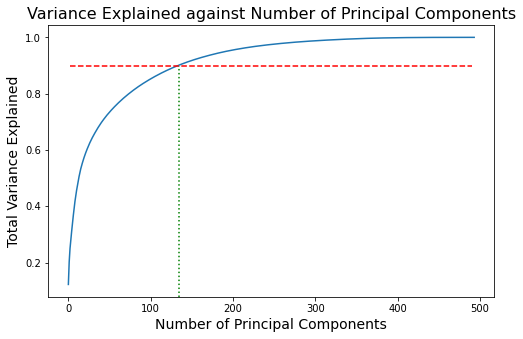 Variance Explained against Number of Principal Components
Total Variance Explained
1.0
0.8
0.6
0.4
0.2
0 100 200 300 400 500
Number of Principal Components